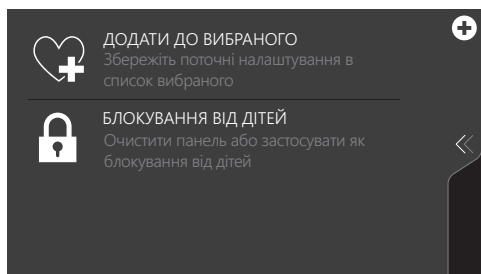 ДОДАТИ ДО ВИБРАНОГО
Збережіть поточні налаштування в
список вибраного
БЛОКУВАННЯ ВІД ДІТЕЙ
Очистити панель або застосувати як
блокування від дітей